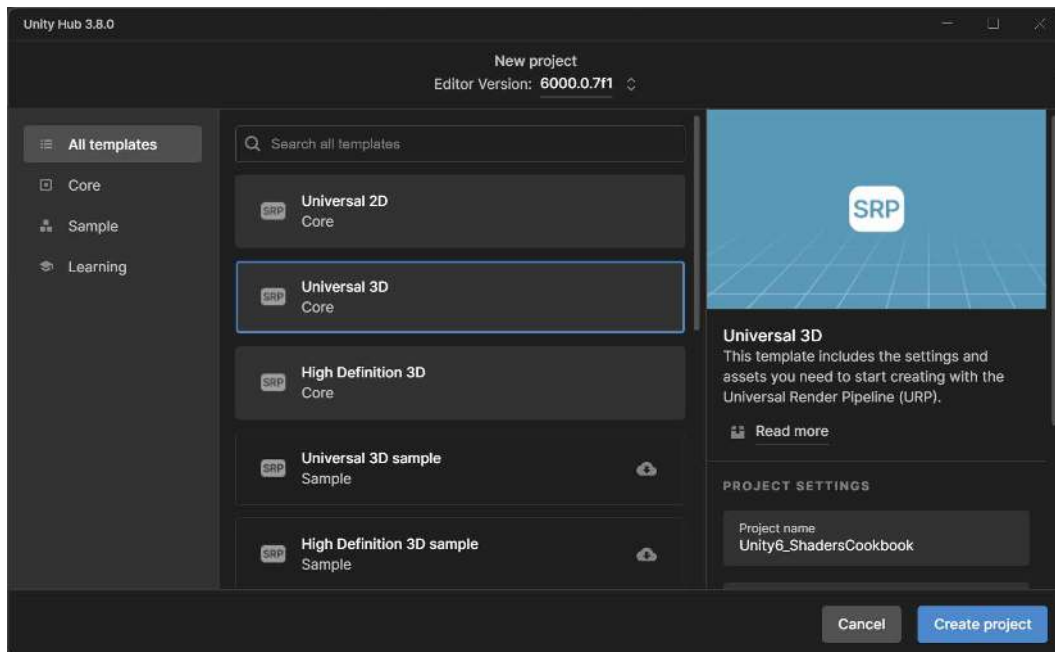 Unity Hub 3.8.0
New project
Editor Version: 6000.0.7f1
All templates
Core
Sample
Learning
Search all templates
SRP
Universal 2D
Core
SRP
Universal 3D
Core
SRP
High Definition 3D
Core
SRP
Universal 3D sample
Sample
SRP
High Definition 3D sample
Sample
SRP
Universal 3D
This template includes the settings and
assets you need to start creating with the
Universal Render Pipeline (URP).
Read more
PROJECT SETTINGS
Project name
Unity6_ShadersCookbook
Cancel
Create project